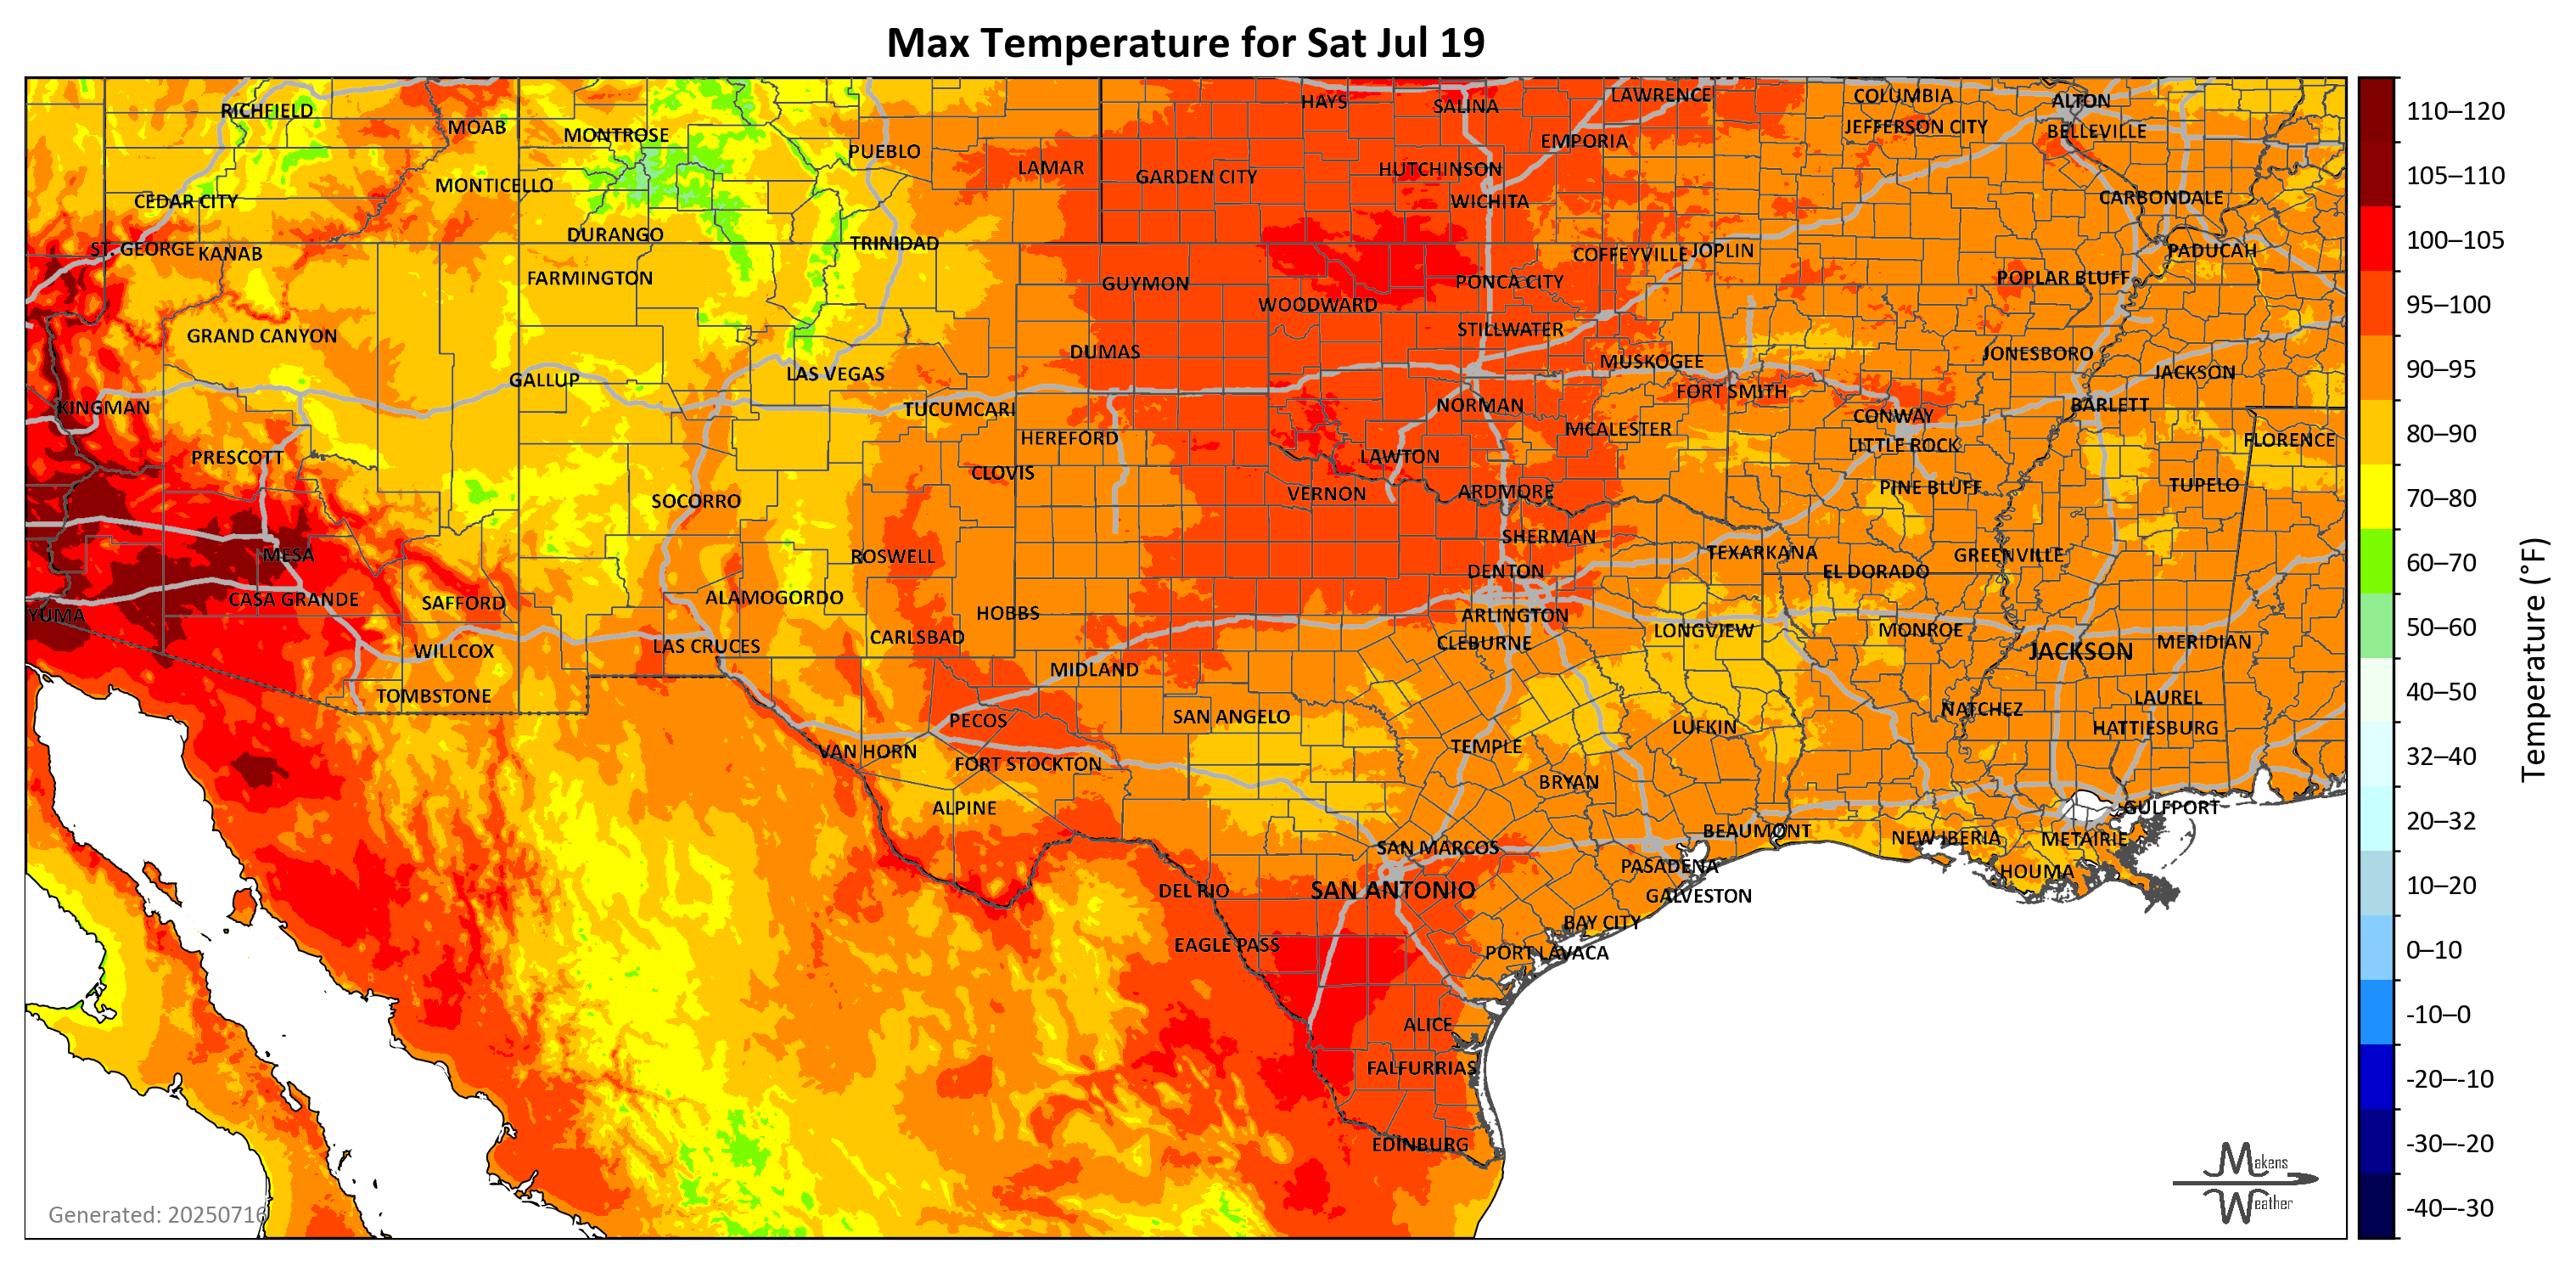 Max Temperature for Sat Jul 19
RICHFIELD
MOAB
MONTROSE
PUEBLO
LAMAR
HAYS
SALINA
LAWRENCE
COLUMBIA
ALTON
JEFFERSON CITY
BELLEVILLE
EMPORIA
GARDEN CITY
HUTCHINSON
WICHITA
MONTICELLO
CEDAR CITY
CARBONDALE
DURANGO
TRINIDAD
ST. GEORGE
KANAB
COFFEYVILLE
JOPLIN
PADUCAH
FARMINGTON
GUYMON
PONCA CITY
POPLAR BLUFF
WOODWARD
STILLWATER
GRAND CANYON
DUMAS
MUSKOGEE
JONESBORO
GALLUP
LAS VEGAS
FORT SMITH
JACKSON
KINGMAN
TUCUMCARI
NORMAN
CONWAY
BARLETT
HEREFORD
MCALESTER
LITTLE ROCK
FLORENCE
PRESCOTT
CLOVIS
LAWTON
SOCORRO
VERNON
ARDMORE
PINE BLUFF
TUPELO
MESA
ROSWELL
SHERMAN
TEXARKANA
GREENVILLE
DENTON
EL DORADO
CASA GRANDE
SAFFORD
ALAMOGORDO
HOBBS
ARLINGTON
YUMA
WILLCOX
LAS CRUCES
CARLSBAD
CLEBURNE
LONGVIEW
MONROE
JACKSON
MERIDIAN
MIDLAND
TOMBSTONE
PECOS
SAN ANGELO
LUFKIN
NATCHEZ
LAUREL
HATTIESBURG
VAN HORN
FORT STOCKTON
TEMPLE
BRYAN
ALPINE
GULFPORT
BEAUMONT
NEW IBERIA
METAIRIE
SAN MARCOS
PASADENA
HOUMA
DEL RIO
SAN ANTONIO
GALVESTON
BAY CITY
EAGLE PASS
PORT LAVACA
ALICE
FALFURRIAS
EDINBURG
Generated: 20250716
Makens
Weather
110–120
105–110
100–105
95–100
90–95
80–90
70–80
60–70
50–60
40–50
32–40
20–32
10–20
0–10
-10–0
-20–-10
-30–-20
-40–-30
Temperature (°F)